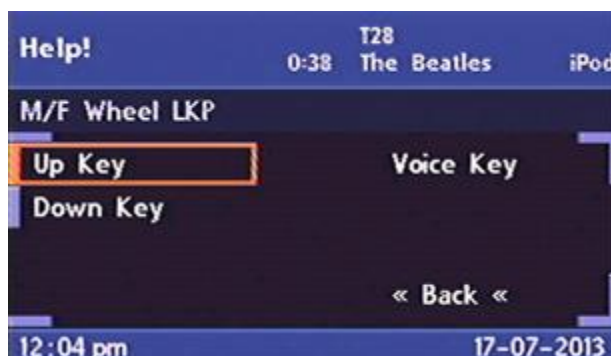 Help! 0:38 T28 The Beatles iPod
M/F Wheel LKP
Up Key Voice Key
Down Key
« Back «
12:04 pm 17-07-2013